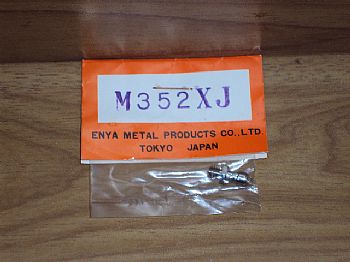 M352XJ
ENYA METAL PRODUCTS CO., LTD.
TOKYO JAPAN